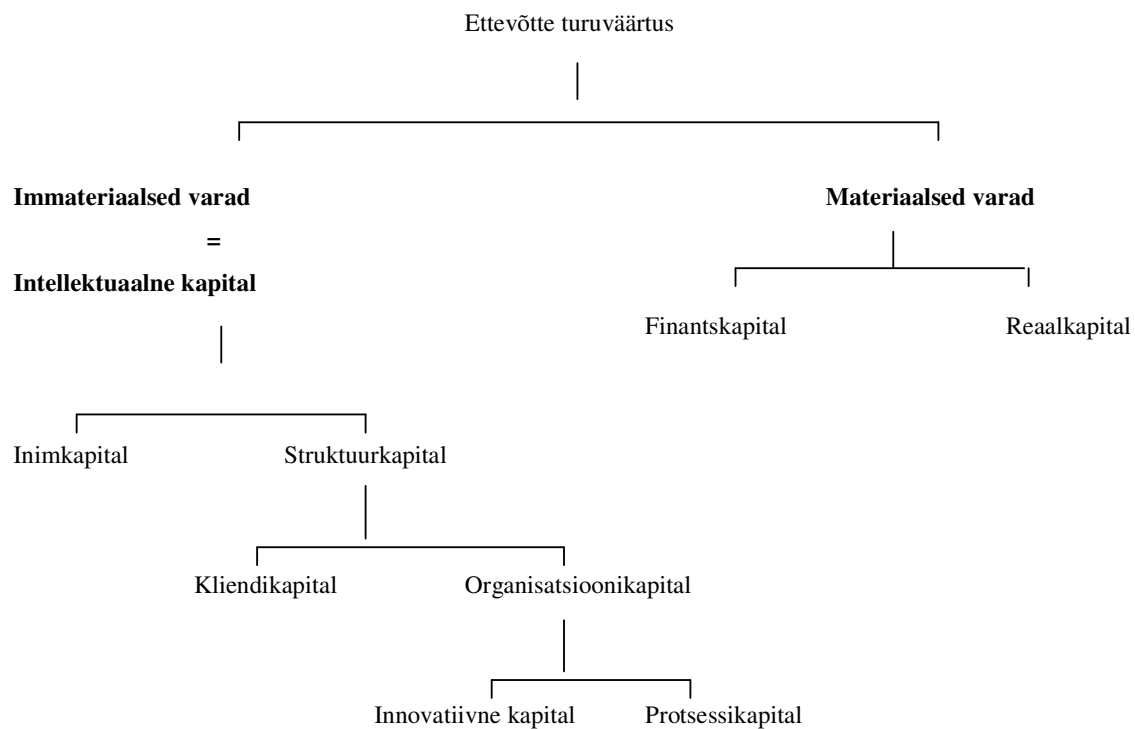 Ettevõtte turuväärtus
Immateriaalsed varad
Materiaalsed varad
=
Intellektuaalne kapital
Finantskapital
Reaalkapital
Inimkapital
Struktuurkapital
Kliendikapital
Organisatsioonikapital
Innovatiivne kapital
Protsessikapital